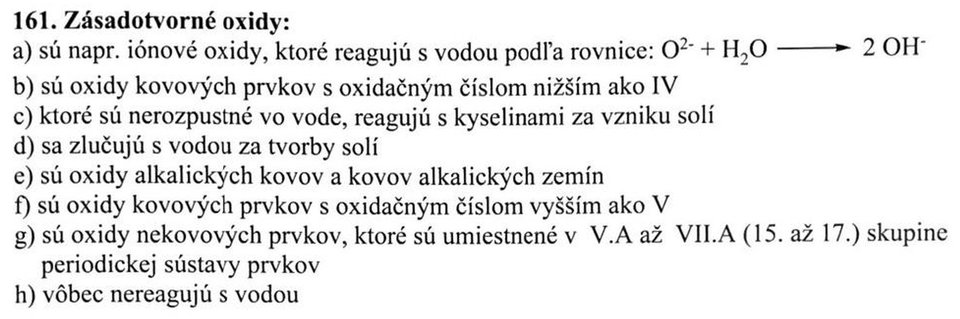 161. Zásadotvorné oxidy:
a) sú napr. iónové oxidy, ktoré reagujú s vodou podľa rovnice: O²⁻ + H₂O ⟶ 2 OH⁻
b) sú oxidy kovových prvkov s oxidačným číslom nižším ako IV
c) ktoré sú nerozpustné vo vode, reagujú s kyselinami za vzniku solí
d) sa zlučujú s vodou za tvorby solí
e) sú oxidy alkalických kovov a kovov alkalických zemín
f) sú oxidy kovových prvkov s oxidačným číslom vyšším ako V
g) sú oxidy nekovových prvkov, ktoré sú umiestnené v V.A až VII.A (15. až 17.) skupine
periodickej sústavy prvkov
h) vôbec nereagujú s vodou